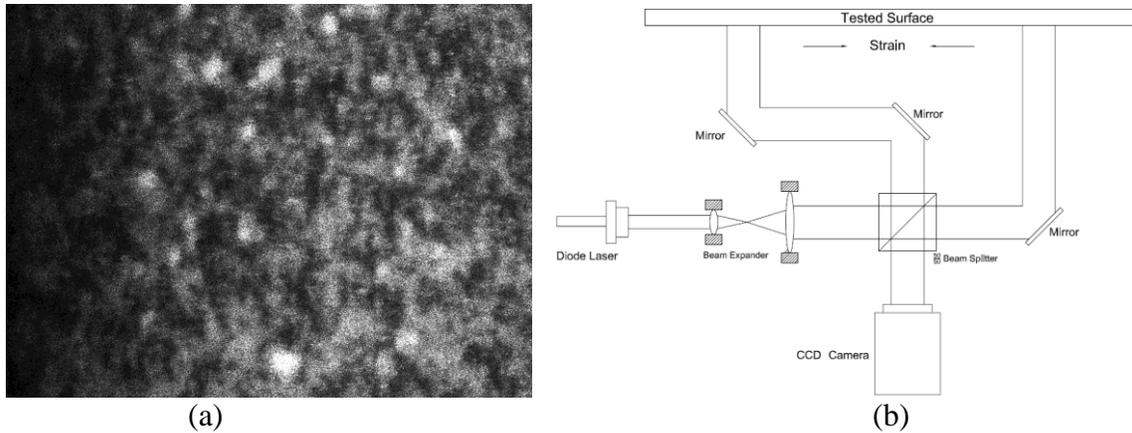 Tested Surface
Strain
Mirror
Mirror
Diode Laser
Beam Expander
Mirror
Beam Splitter
CCD Camera
(a)
(b)